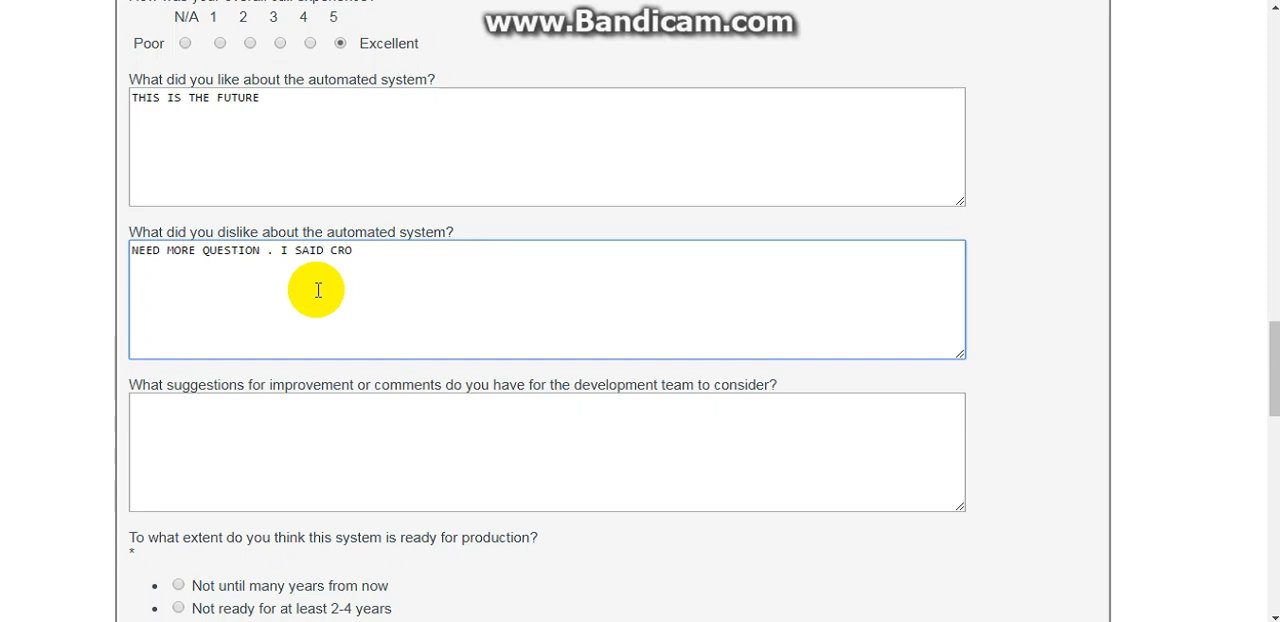 www.Bandicam.com
N/A 1 2 3 4 5
Poor Excellent
What did you like about the automated system?
THIS IS THE FUTURE
What did you dislike about the automated system?
NEED MORE QUESTION . I SAID CRO
What suggestions for improvement or comments do you have for the development team to consider?
To what extent do you think this system is ready for production?
*
• Not until many years from now
• Not ready for at least 2-4 years